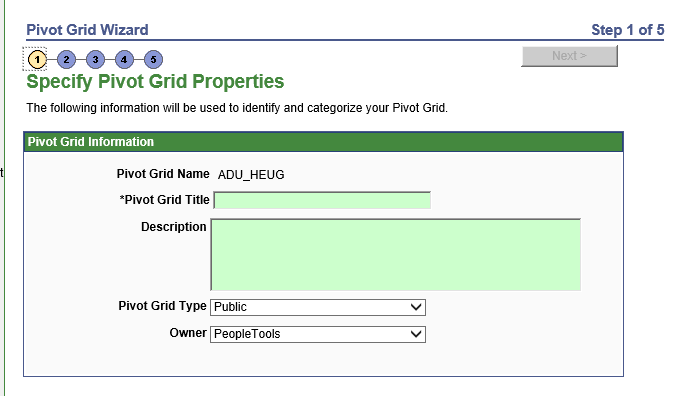 Pivot Grid Wizard Step 1 of 5
1 2 3 4 5 Next >
Specify Pivot Grid Properties
The following information will be used to identify and categorize your Pivot Grid.
Pivot Grid Information
t
Pivot Grid Name ADU_HEUG
*Pivot Grid Title
Description
Pivot Grid Type Public
Owner PeopleTools